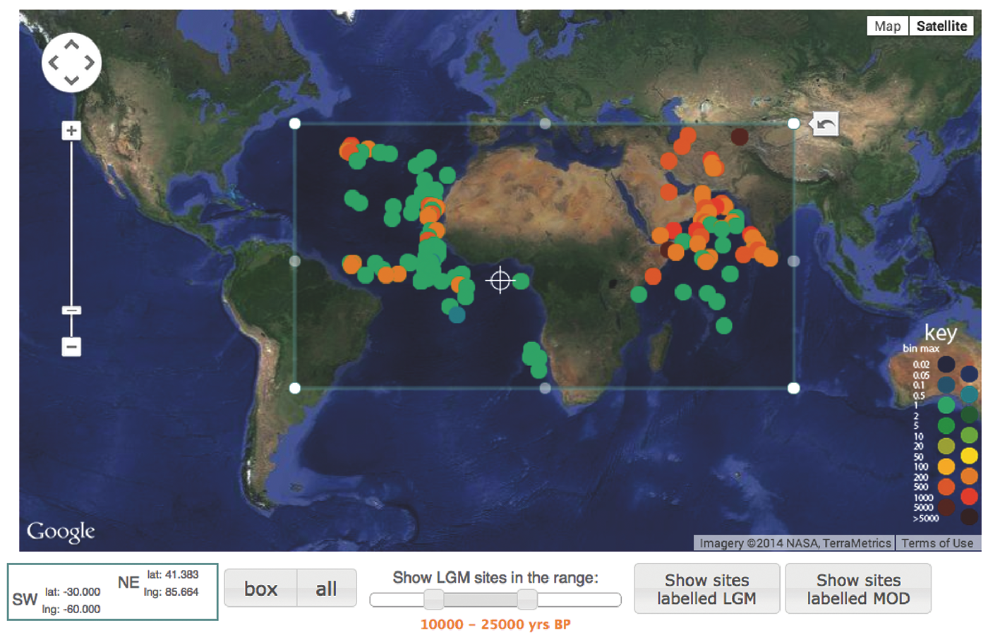 Map Satellite
+
−
key
bin max
0.02
0.05
0.1
0.5
1
2
5
10
20
50
100
200
500
1000
5000
>5000
Google
Imagery ©2014 NASA, TerraMetrics Terms of Use
SW lat: -30.000
lng: -60.000
NE lat: 41.383
lng: 85.664
box all
Show LGM sites in the range:
10000 – 25000 yrs BP
Show sites
labelled LGM
Show sites
labelled MOD